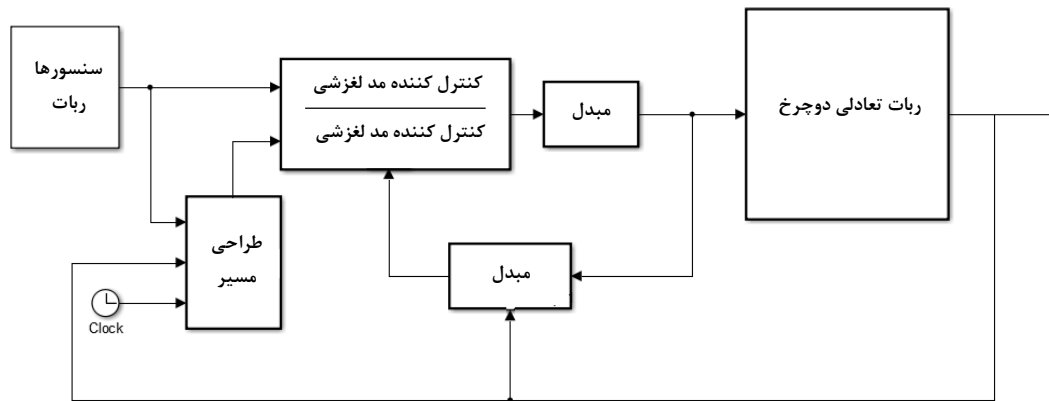 سنسورها
ربات
کنترل کننده مد لغزشی
کنترل کننده مد لغزشی
مبدل
ربات تعادلی دوچرخ
طراحی
مسیر
مبدل
Clock